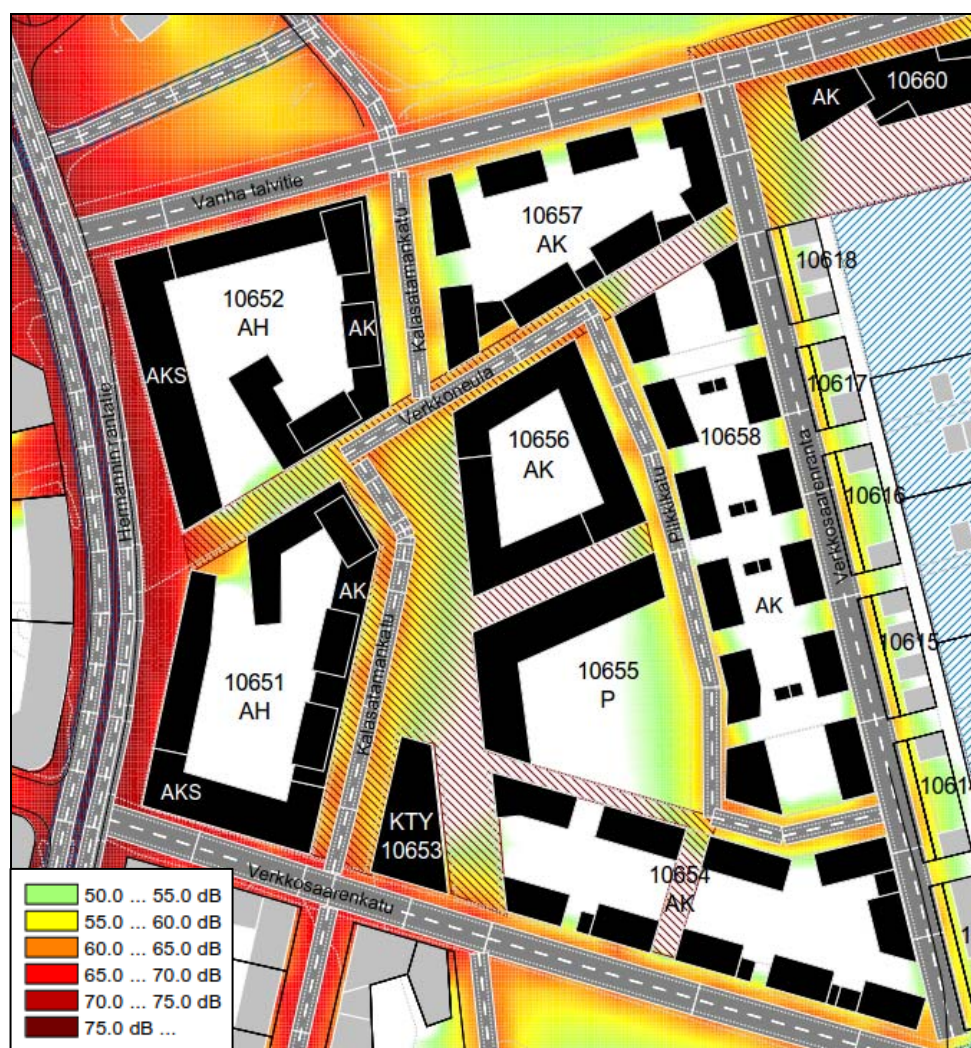 AK
10660
Vanha talvitie
10657
AK
Kalasatamankatu
10618
10652
AH
AK
AKS
Verkkoneula
10617
Hermannin rantatie
10656
AK
10658
10616
Piikkikatu
Verkkosaarenranta
AK
AK
10615
10651
AH
10655
P
Kalasatamankatu
AKS
KTY
10653
Verkkosaarenkatu
10654
AK
50.0 ... 55.0 dB
55.0 ... 60.0 dB
60.0 ... 65.0 dB
65.0 ... 70.0 dB
70.0 ... 75.0 dB
75.0 dB ...